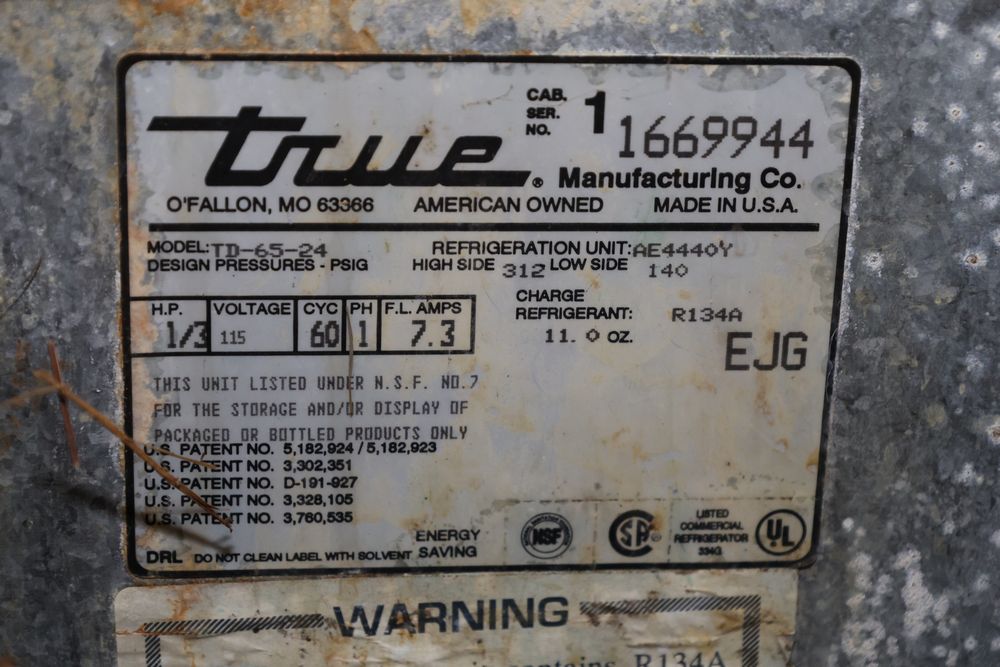 true® Manufacturing Co.
CAB. SER. NO. 1 1669944
O'FALLON, MO 63366 AMERICAN OWNED MADE IN U.S.A.
MODEL: TD-65-24 REFRIGERATION UNIT: AE4440Y
DESIGN PRESSURES - PSIG HIGH SIDE 312 LOW SIDE 140
H.P. VOLTAGE CYC PH F.L. AMPS
1/3 115 60 1 7.3
CHARGE
REFRIGERANT: R134A
11.0 oz.
EJG
THIS UNIT LISTED UNDER N.S.F. NO.7
FOR THE STORAGE AND/OR DISPLAY OF
PACKAGED OR BOTTLED PRODUCTS ONLY
U.S. PATENT NO. 5,182,924 / 5,182,923
U.S. PATENT NO. 3,302,351
U.S. PATENT NO. D-191-927
U.S. PATENT NO. 3,328,105
U.S. PATENT NO. 3,760,535
DRL DO NOT CLEAN LABEL WITH SOLVENT
ENERGY
SAVING
NSF
SA®
LISTED
COMMERCIAL
REFRIGERATOR
334G
UL
WARNING
contains R134A